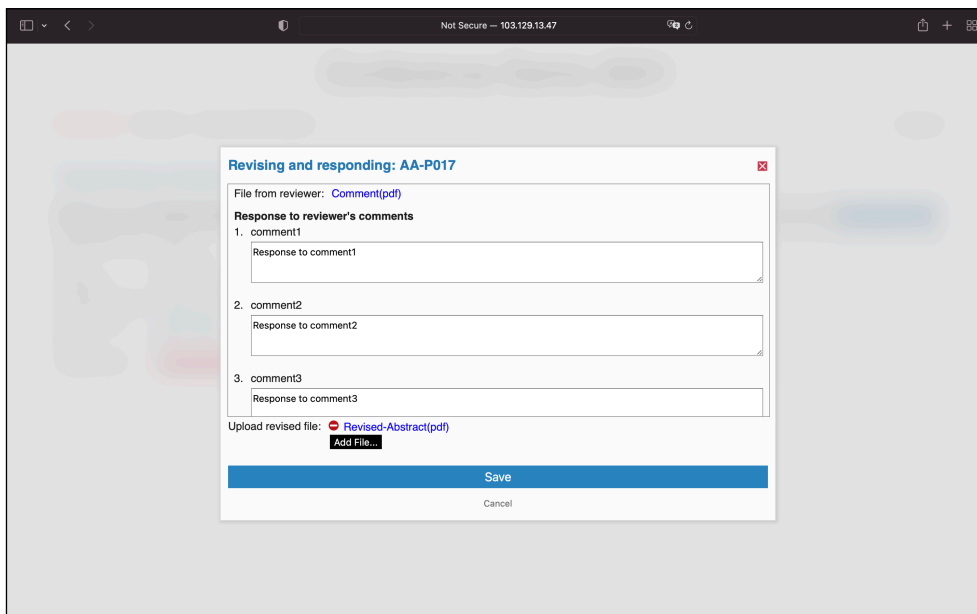 Not Secure — 103.129.13.47
Revising and responding: AA-P017
File from reviewer: Comment(pdf)
Response to reviewer's comments
1. comment1
Response to comment1
2. comment2
Response to comment2
3. comment3
Response to comment3
Upload revised file: Revised-Abstract(pdf)
Add File...
Save
Cancel